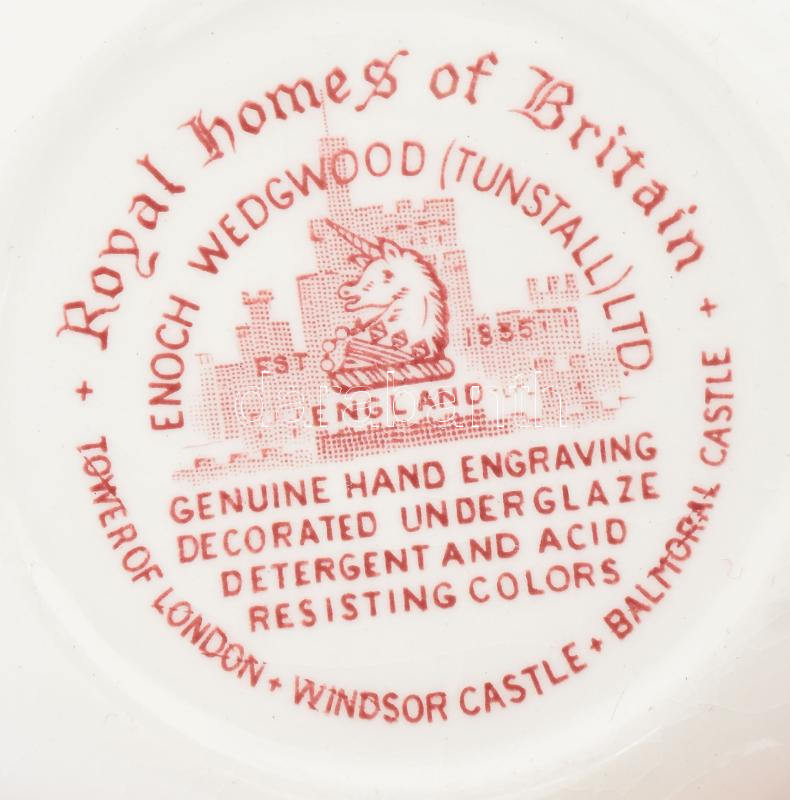 Royal homes of Britain
ENOCH WEDGWOOD (TUNSTALL) LTD.
EST 1835
ENGLAND
GENUINE HAND ENGRAVING
DECORATED UNDERGLAZE
DETERGENT AND ACID
RESISTING COLORS
+ TOWER OF LONDON + WINDSOR CASTLE + BALMORAL CASTLE +
darabanth